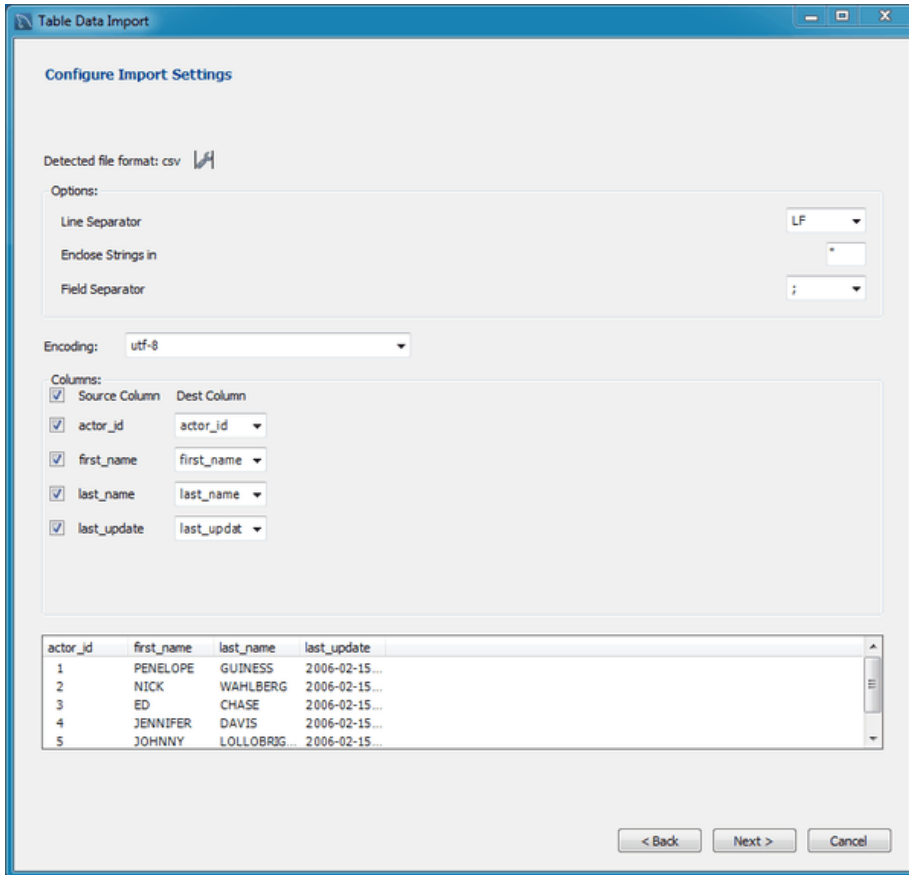 Table Data Import
Configure Import Settings
Detected file format: csv
Options:
Line Separator LF
Enclose Strings in "
Field Separator ;
Encoding: utf-8
Columns:
Source Column Dest Column
actor_id actor_id
first_name first_name
last_name last_name
last_update last_updat
actor_id first_name last_name last_update
1 PENELOPE GUINESS 2006-02-15...
2 NICK WAHLBERG 2006-02-15...
3 ED CHASE 2006-02-15...
4 JENNIFER DAVIS 2006-02-15...
5 JOHNNY LOLLOBRIG... 2006-02-15...
< Back Next > Cancel